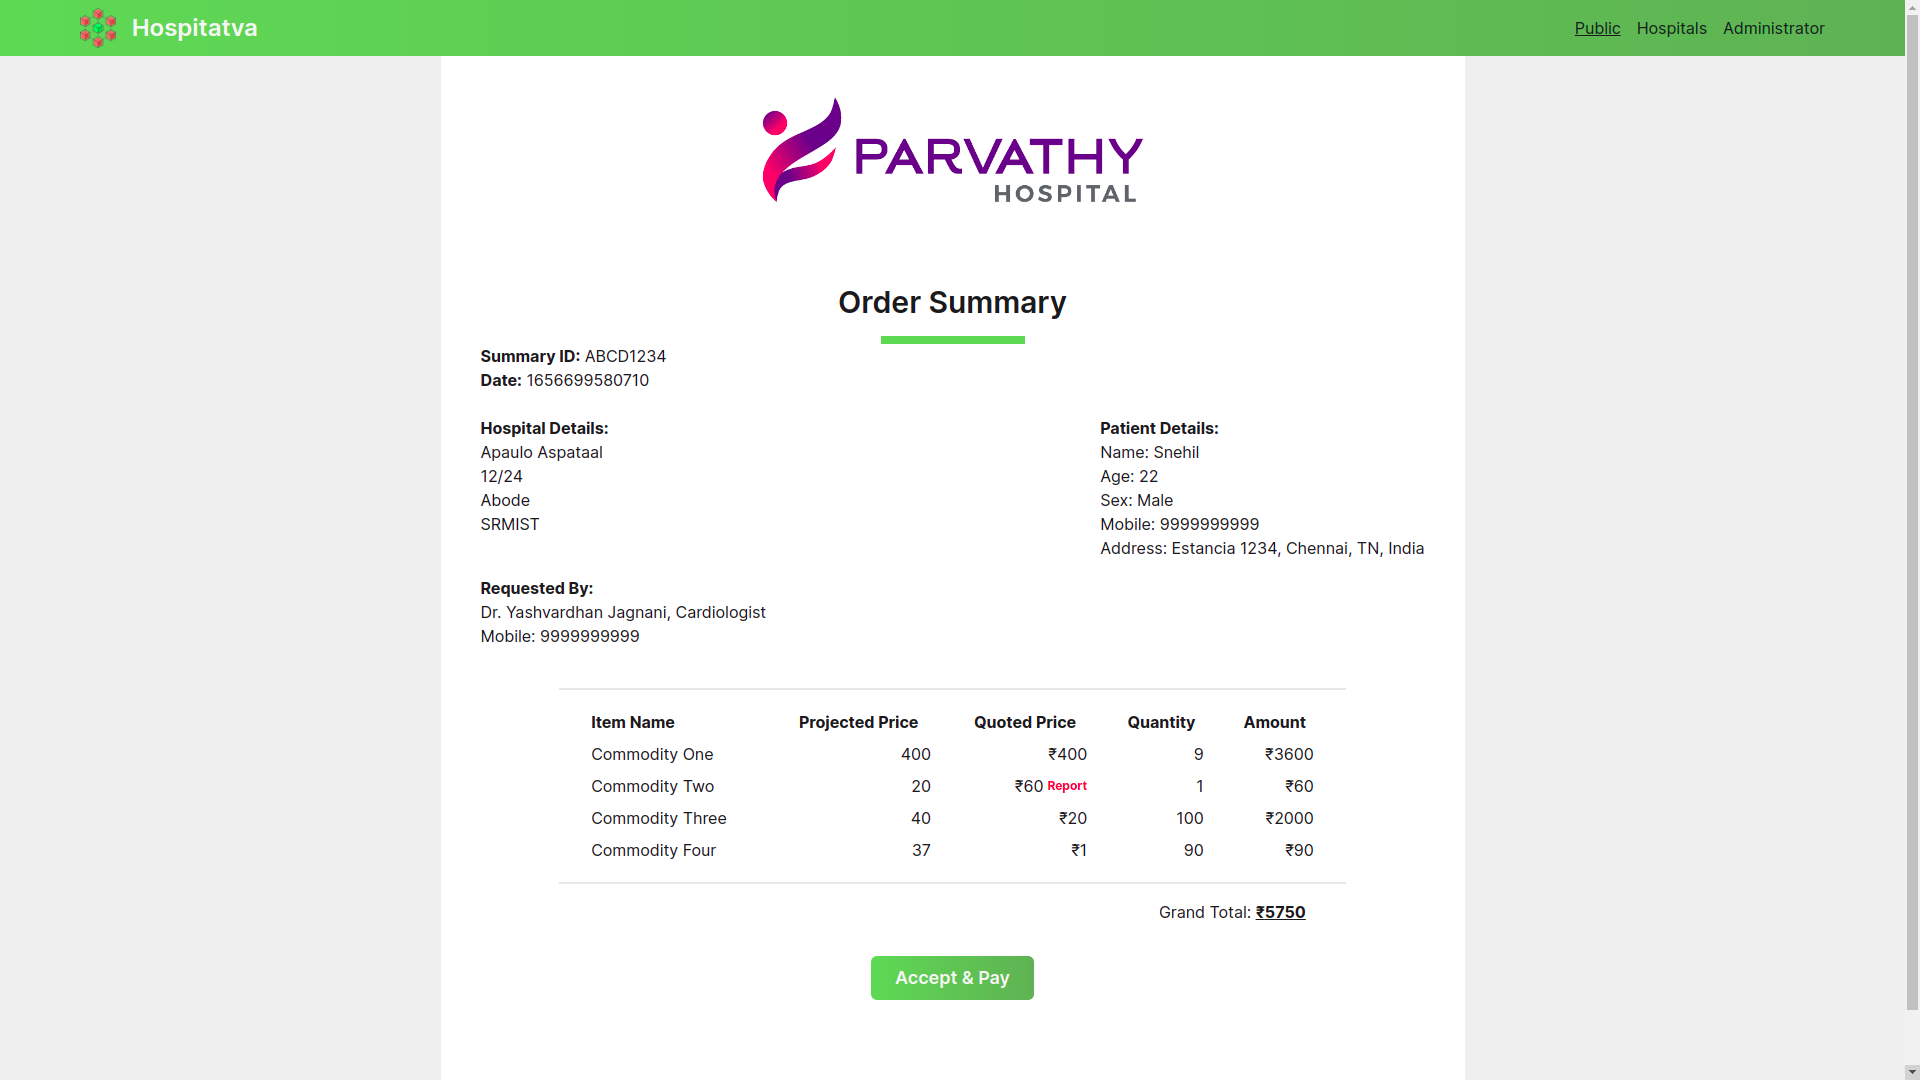 Hospitatva
Public Hospitals Administrator
PARVATHY
HOSPITAL
Order Summary
Summary ID: ABCD1234
Date: 1656699580710
Hospital Details:
Apaulo Aspataal
12/24
Abode
SRMIST
Patient Details:
Name: Snehil
Age: 22
Sex: Male
Mobile: 9999999999
Address: Estancia 1234, Chennai, TN, India
Requested By:
Dr. Yashvardhan Jagnani, Cardiologist
Mobile: 9999999999
Item Name Projected Price Quoted Price Quantity Amount
Commodity One 400 ₹400 9 ₹3600
Commodity Two 20 ₹60 Report 1 ₹60
Commodity Three 40 ₹20 100 ₹2000
Commodity Four 37 ₹1 90 ₹90
Grand Total: ₹5750
Accept & Pay